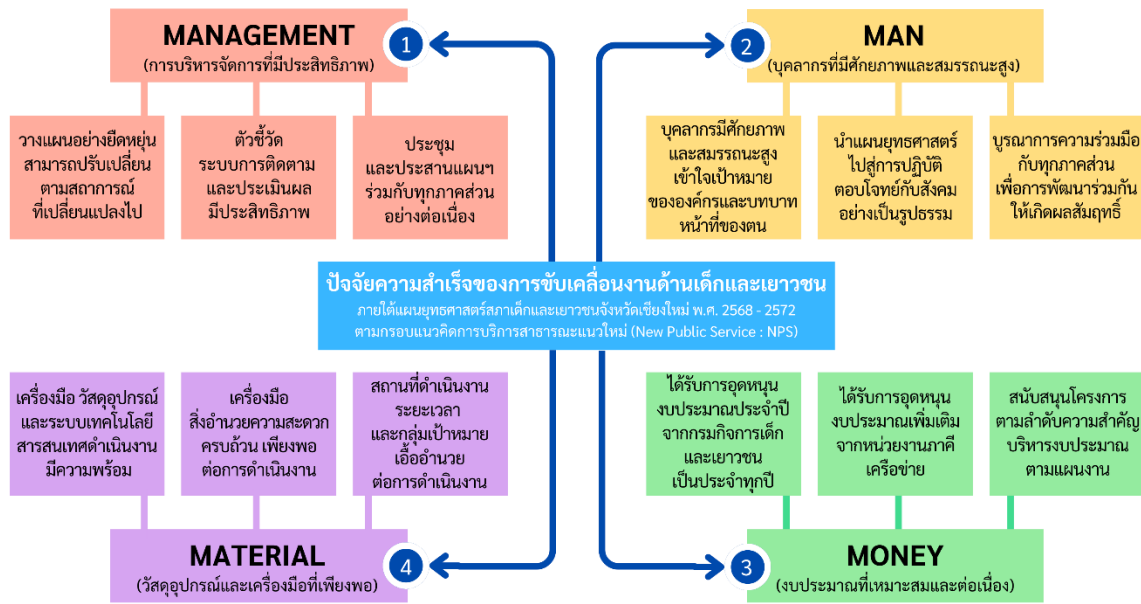 MANAGEMENT
(การบริหารจัดการที่มีประสิทธิภาพ)
1
วางแผนอย่างยืดหยุ่น
สามารถปรับเปลี่ยน
ตามสถาการณ์
ที่เปลี่ยนแปลงไป
ตัวชี้วัด
ระบบการติดตาม
และประเมินผล
มีประสิทธิภาพ
ประชุม
และประสานแผนฯ
ร่วมกับทุกภาคส่วน
อย่างต่อเนื่อง
2
MAN
(บุคลากรที่มีศักยภาพและสมรรถนะสูง)
บุคลากรมีศักยภาพ
และสมรรถนะสูง
เข้าใจเป้าหมาย
ขององค์กรและบทบาท
หน้าที่ของตน
นำแผนยุทธศาสตร์
ไปสู่การปฏิบัติ
ตอบโจทย์กับสังคม
อย่างเป็นรูปธรรม
บูรณาการความร่วมมือ
กับทุกภาคส่วน
เพื่อการพัฒนาร่วมกัน
ให้เกิดผลสัมฤทธิ์
ปัจจัยความสำเร็จของการขับเคลื่อนงานด้านเด็กและเยาวชน
ภายใต้แผนยุทธศาสตร์สภาเด็กและเยาวชนจังหวัดเชียงใหม่ พ.ศ. 2568 - 2572
ตามกรอบแนวคิดการบริการสาธารณะแนวใหม่ (New Public Service : NPS)
เครื่องมือ วัสดุอุปกรณ์
และระบบเทคโนโลยี
สารสนเทศดำเนินงาน
มีความพร้อม
เครื่องมือ
สิ่งอำนวยความสะดวก
ครบถ้วน เพียงพอ
ต่อการดำเนินงาน
สถานที่ดำเนินงาน
ระยะเวลา
และกลุ่มเป้าหมาย
เอื้ออำนวย
ต่อการดำเนินงาน
MATERIAL
(วัสดุอุปกรณ์และเครื่องมือที่เพียงพอ)
4
ได้รับการอุดหนุน
งบประมาณประจำปี
จากกรมกิจการเด็ก
และเยาวชน
เป็นประจำทุกปี
ได้รับการอุดหนุน
งบประมาณเพิ่มเติม
จากหน่วยงานภาคี
เครือข่าย
สนับสนุนโครงการ
ตามลำดับความสำคัญ
บริหารงบประมาณ
ตามแผนงาน
3
MONEY
(งบประมาณที่เหมาะสมและต่อเนื่อง)